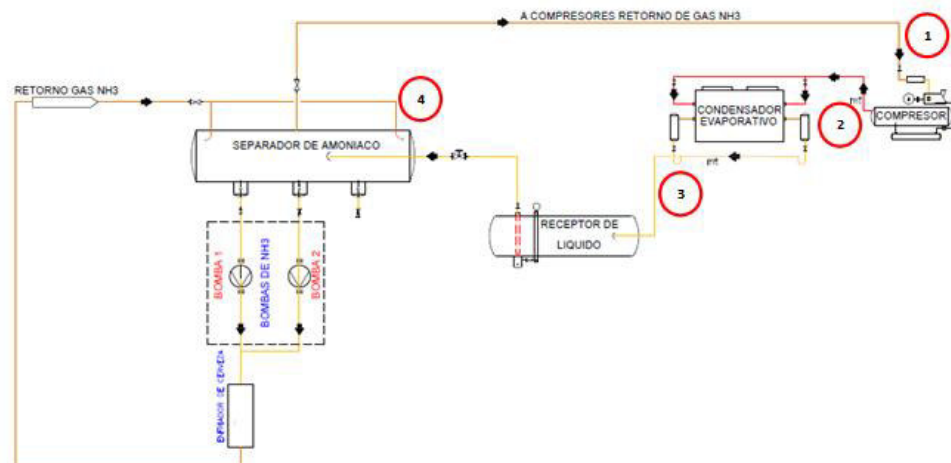 A COMPRESORES RETORNO DE GAS NH3
1
RETORNO GAS NH3
4
CONDENSADOR
EVAPORATIVO
2
COMPRESOR
SEPARADOR DE AMONIACO
3
RECEPTOR DE
LIQUIDO
BOMBA 1
BOMBAS DE NH3
BOMBA 2
ENFRIADOR DE CERVEZA